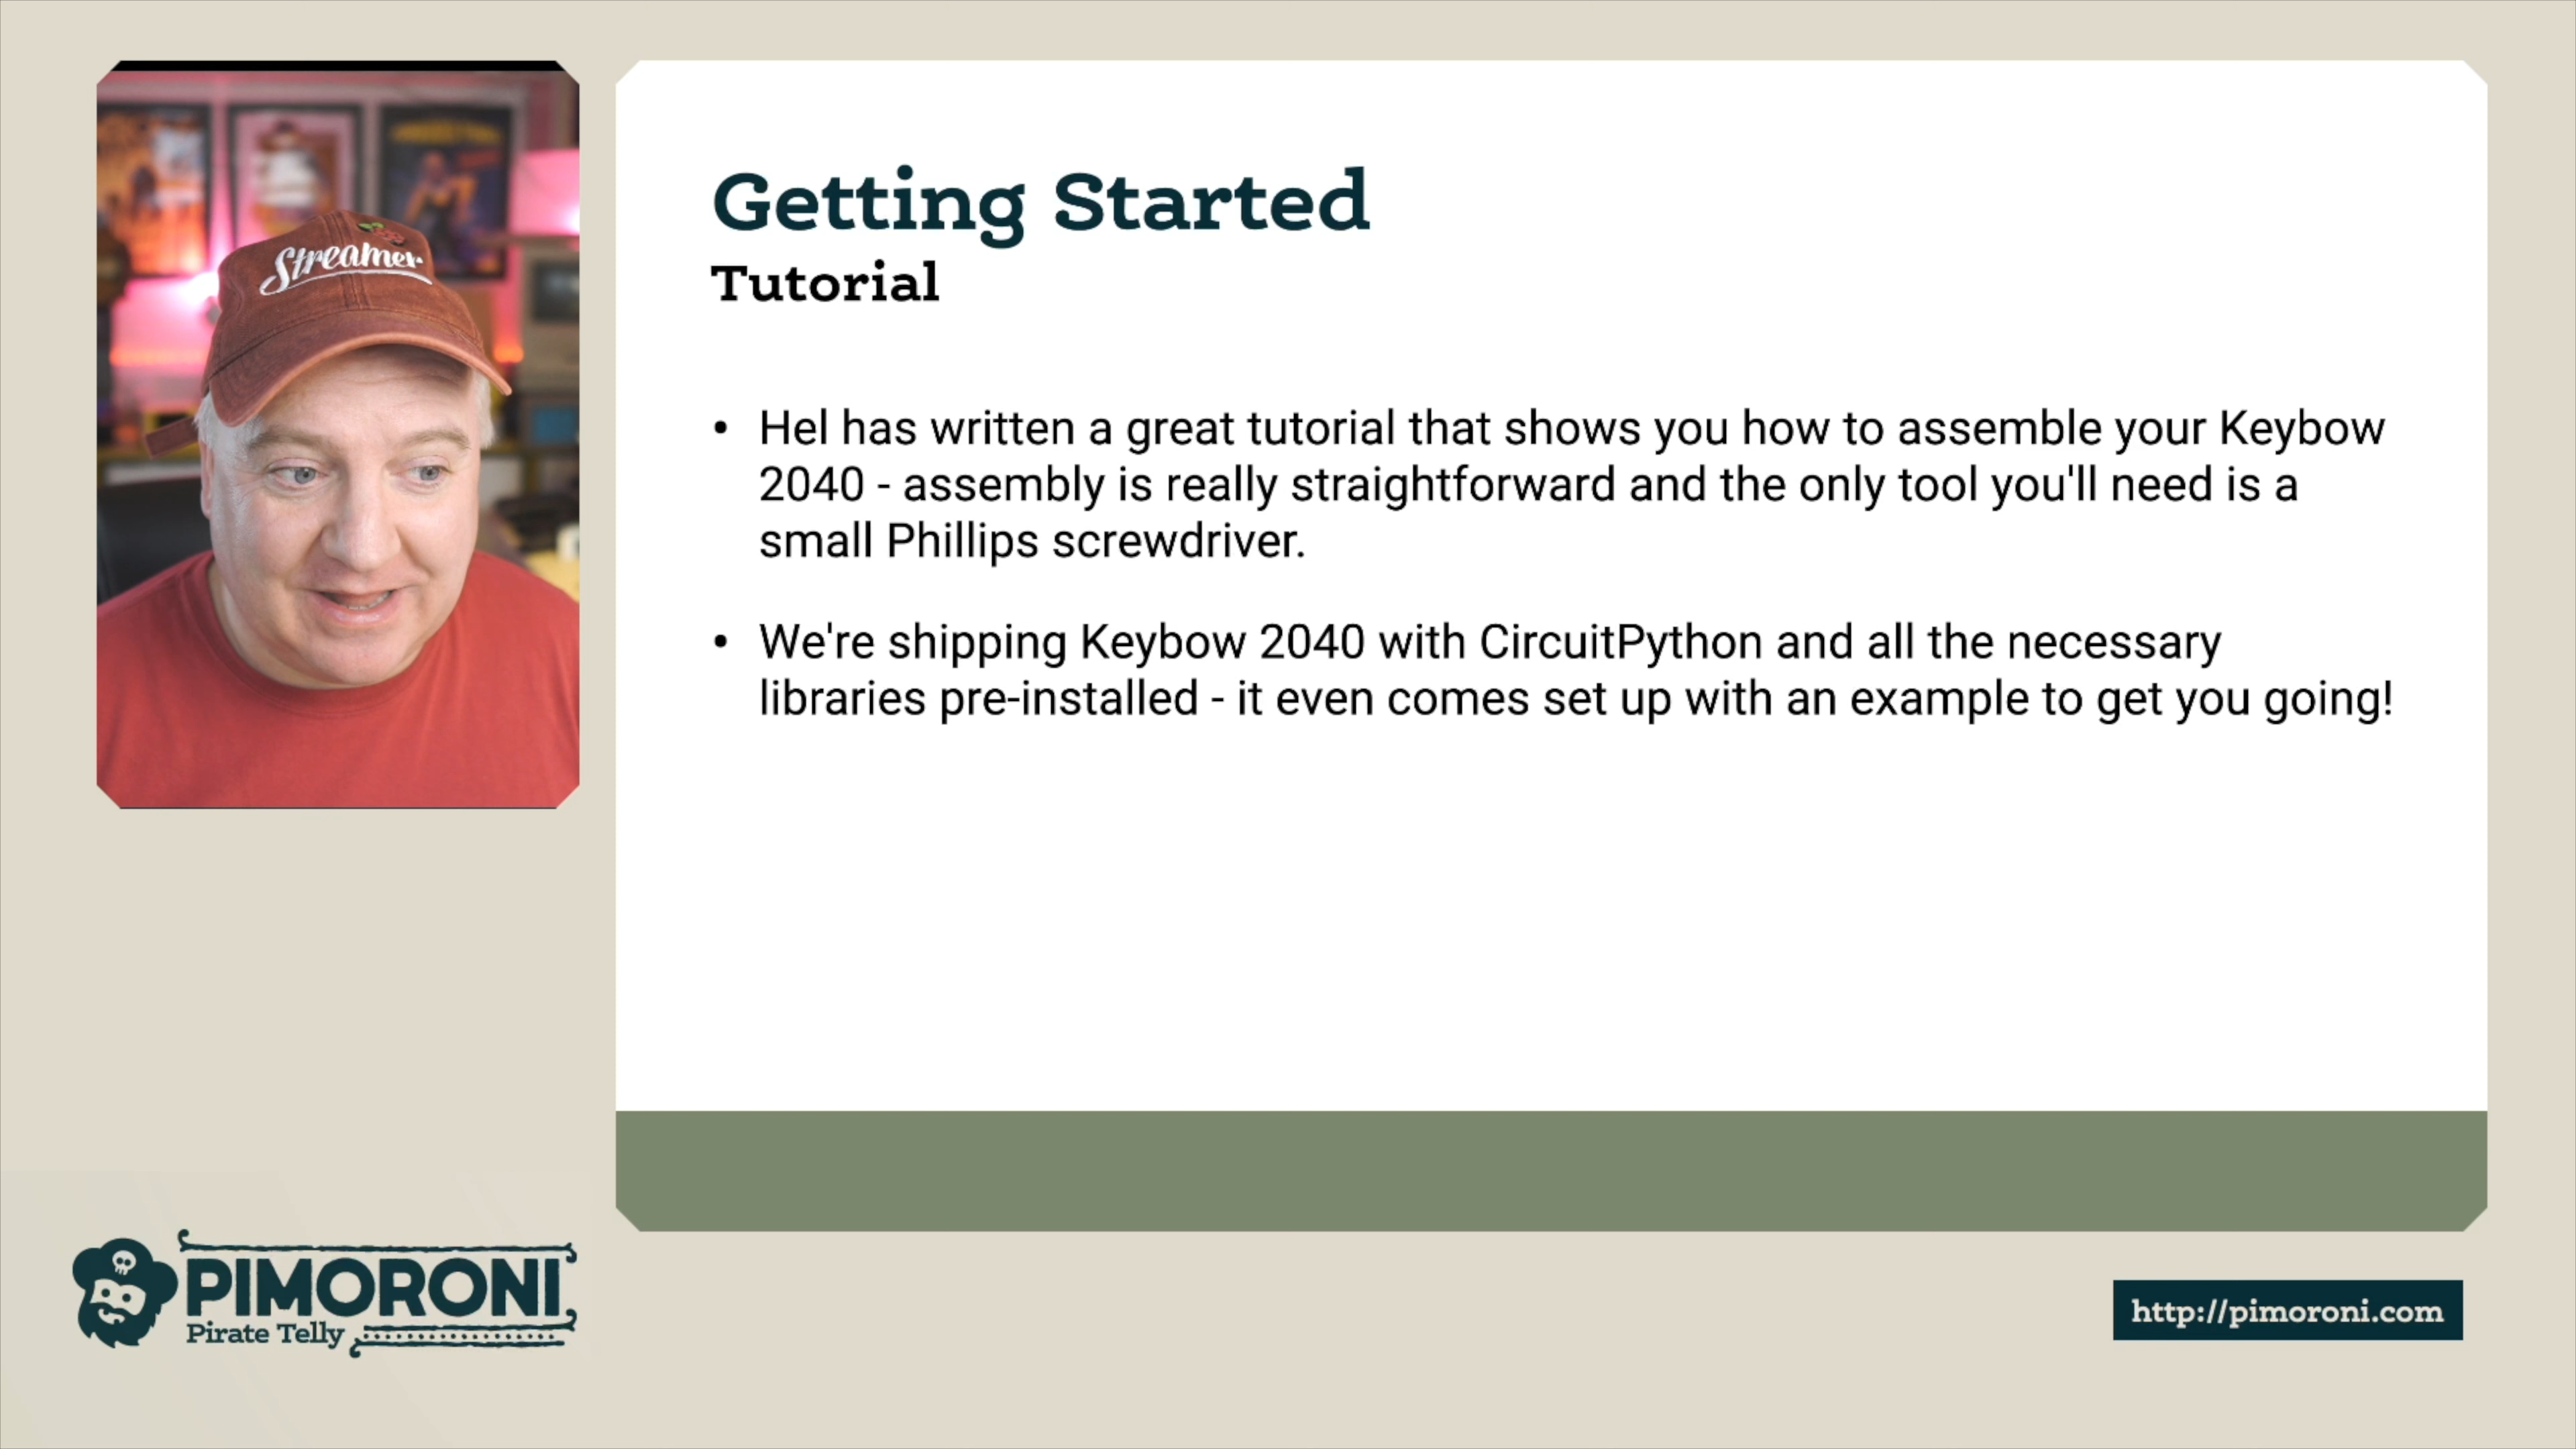 Streamer
Getting Started
Tutorial
• Hel has written a great tutorial that shows you how to assemble your Keybow
2040 - assembly is really straightforward and the only tool you'll need is a
small Phillips screwdriver.
• We're shipping Keybow 2040 with CircuitPython and all the necessary
libraries pre-installed - it even comes set up with an example to get you going!
PIMORONI
Pirate Telly
http://pimoroni.com